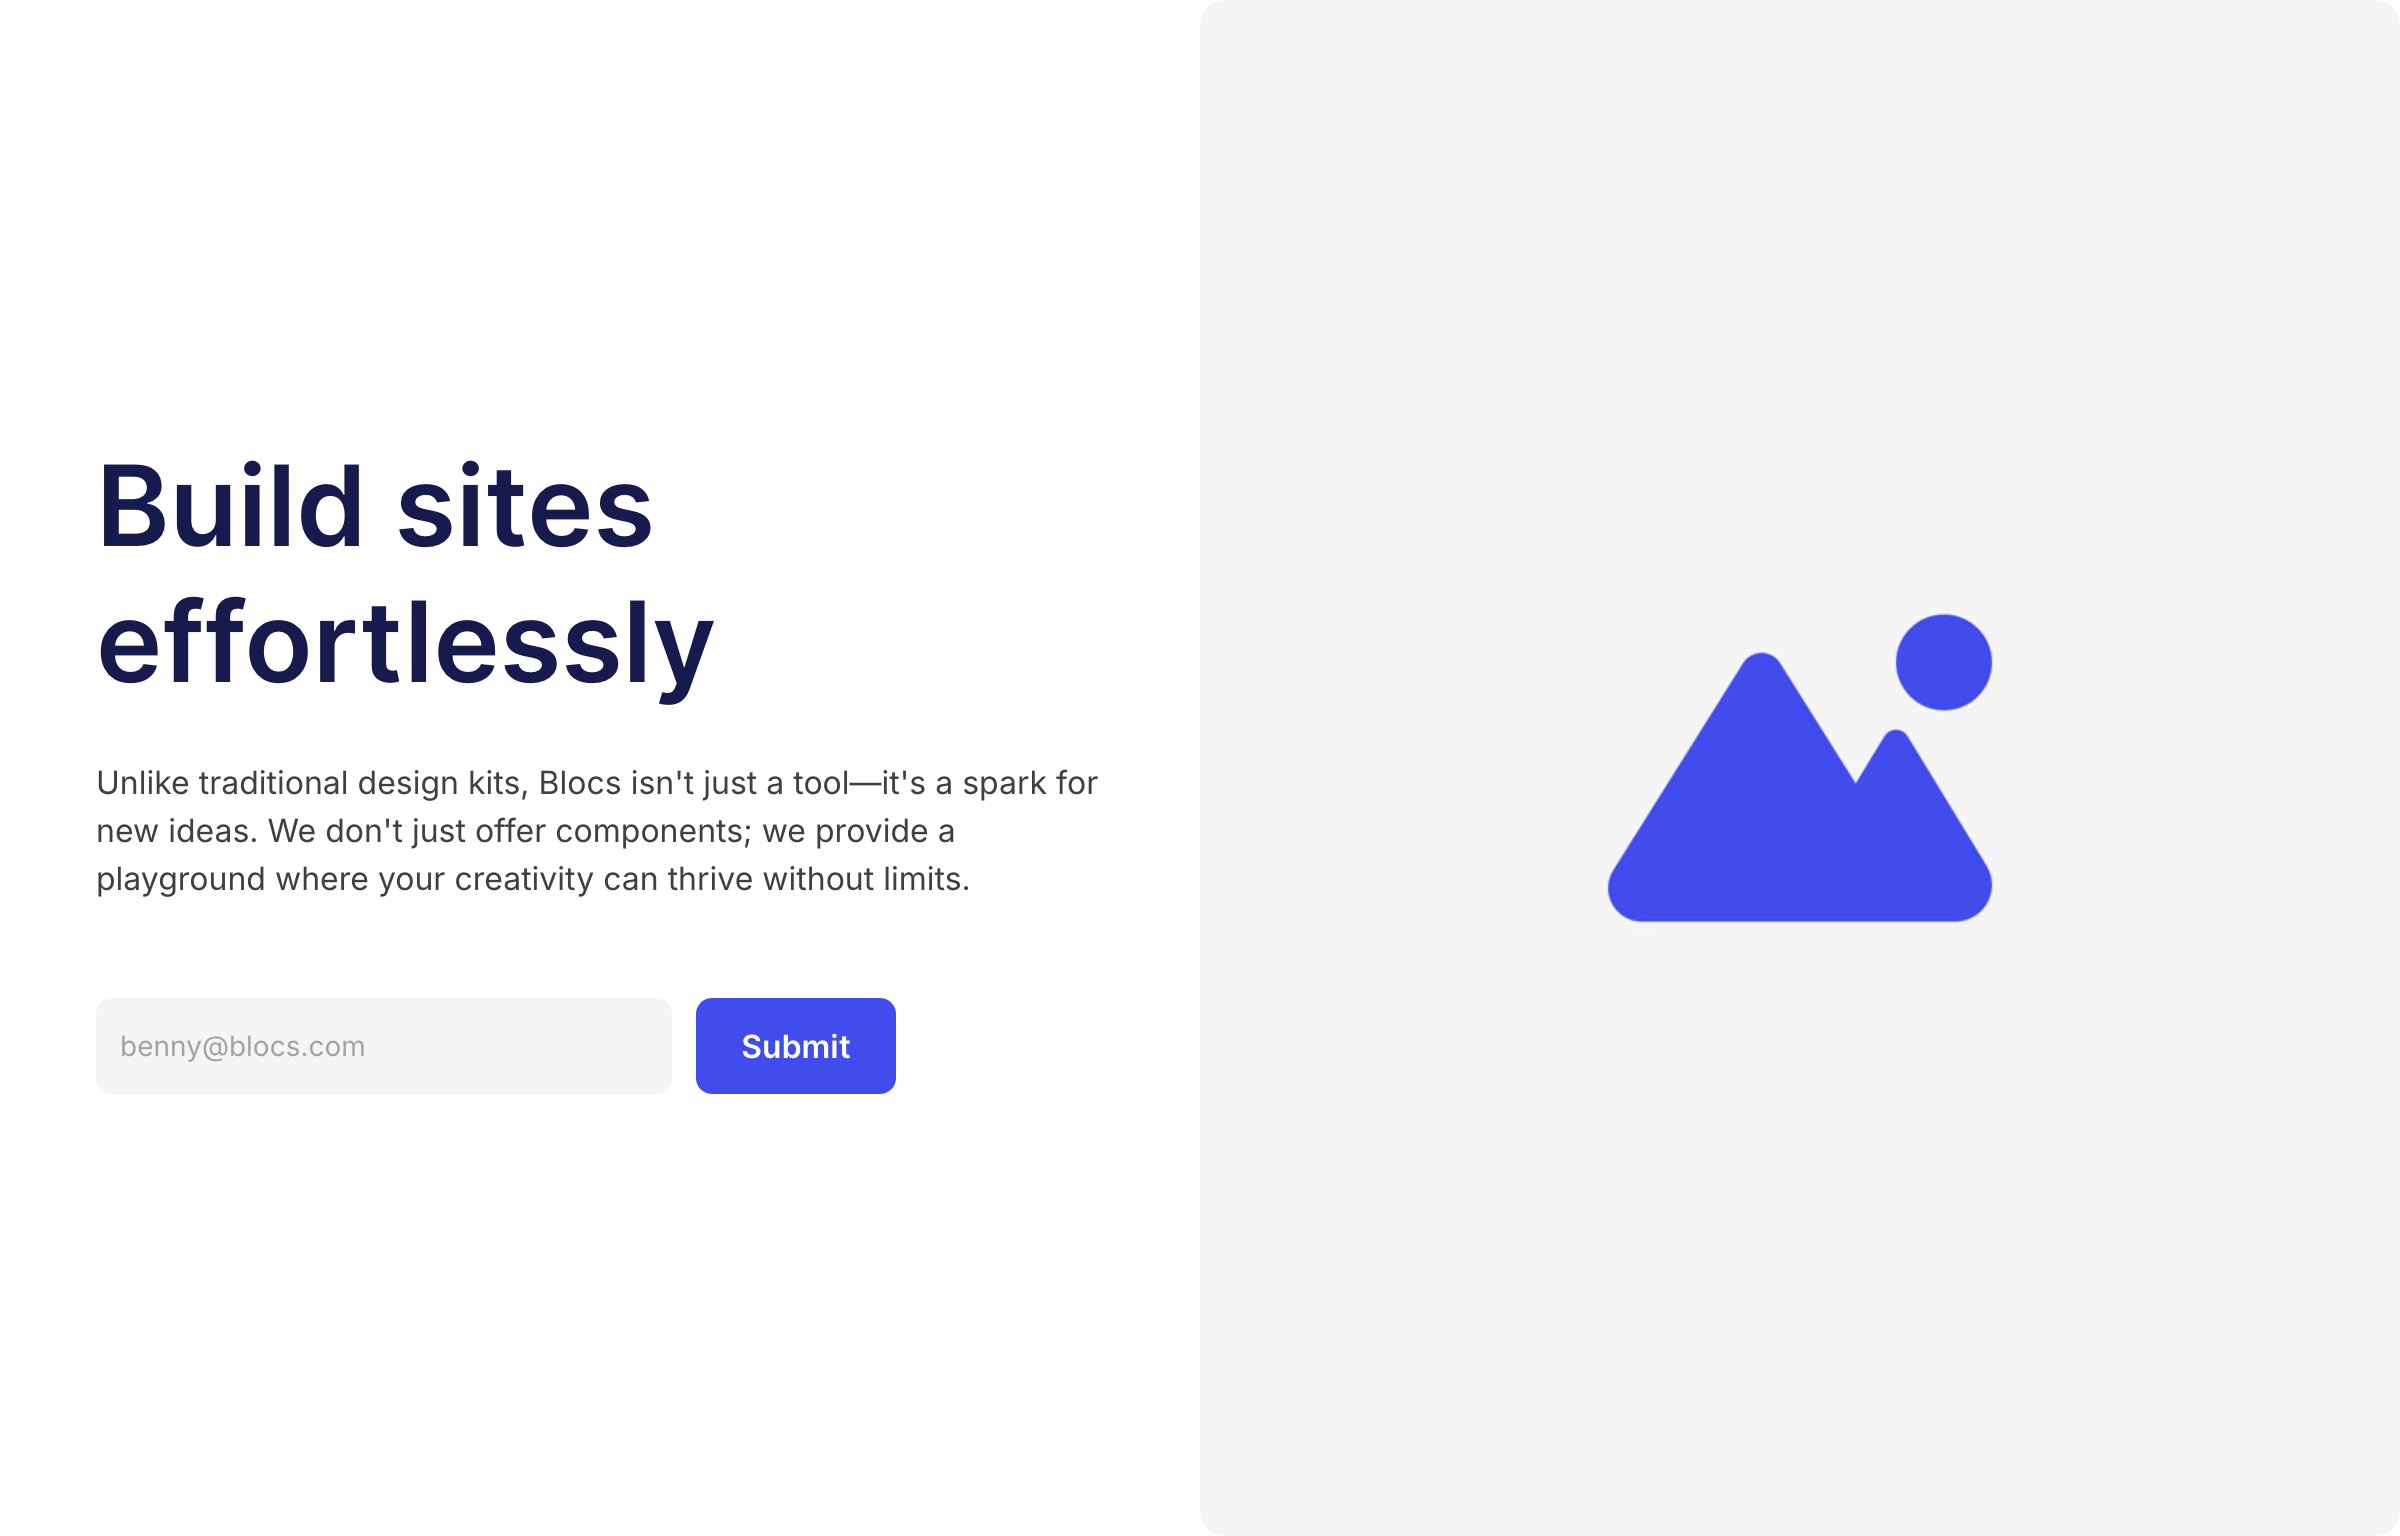 Build sites
effortlessly
Unlike traditional design kits, Blocs isn't just a tool—it's a spark for
new ideas. We don't just offer components; we provide a
playground where your creativity can thrive without limits.
benny@blocs.com
Submit